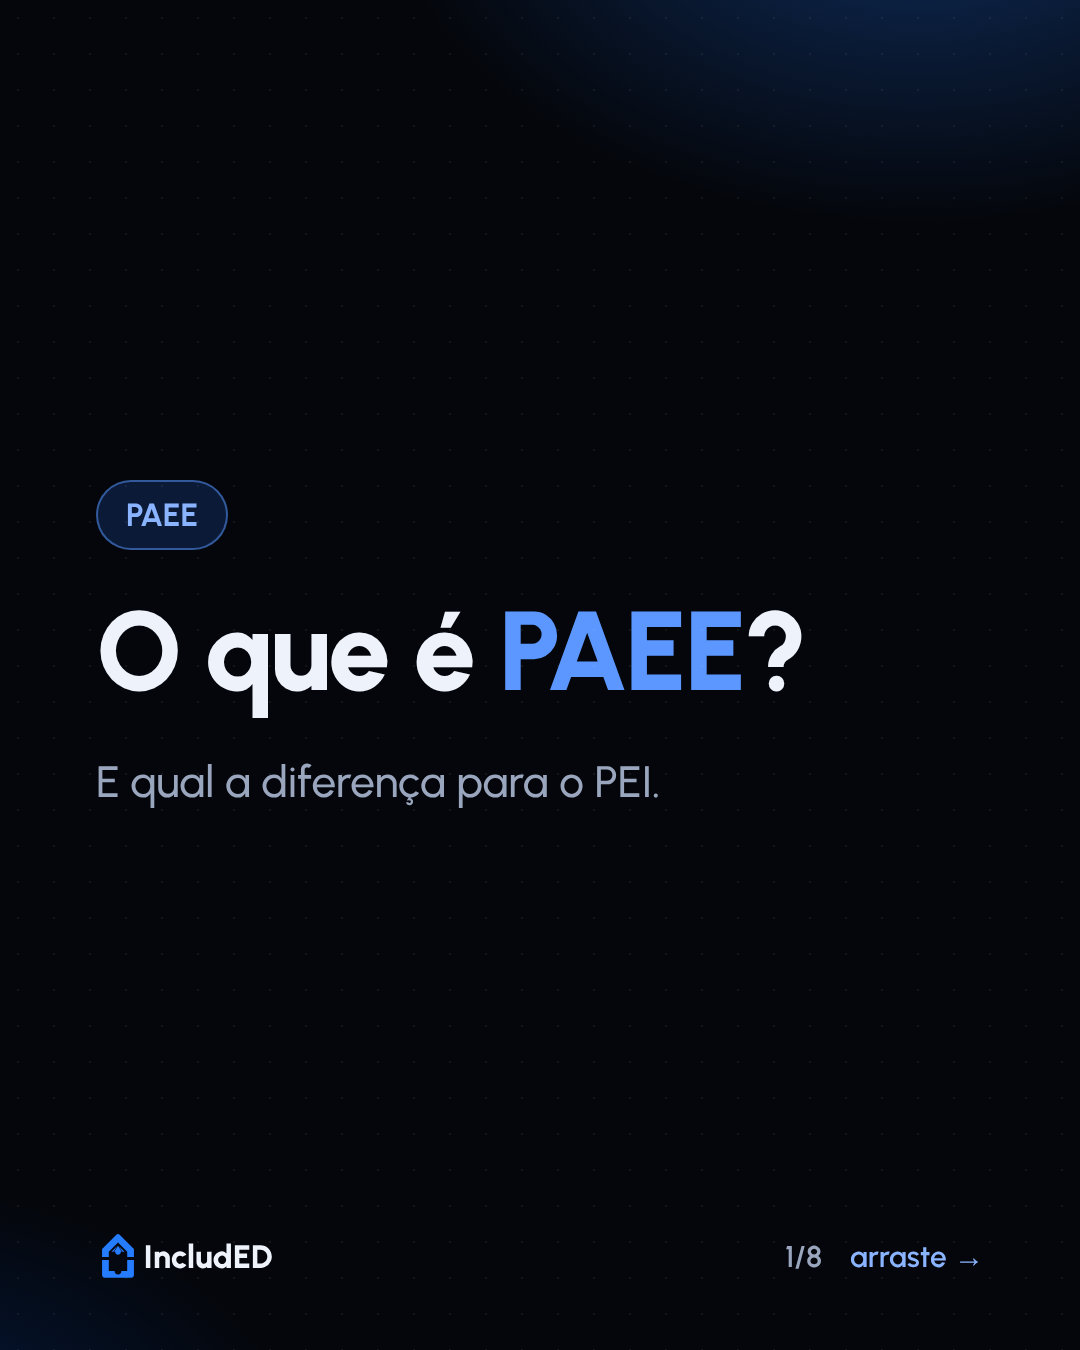 PAEE
O que é PAEE?
E qual a diferença para o PEI.
IncludED
1/8 arraste →